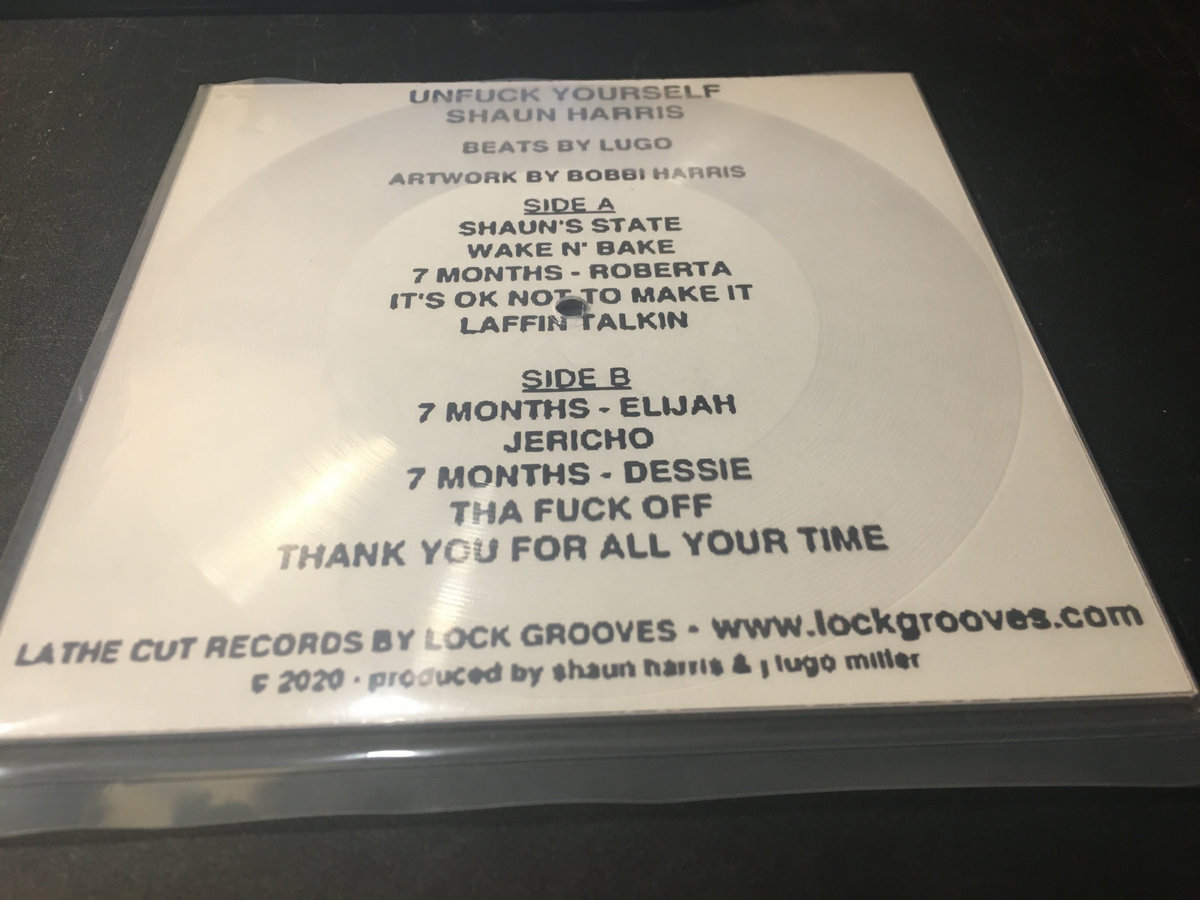 UNFUCK YOURSELF
SHAUN HARRIS
BEATS BY LUGO
ARTWORK BY BOBBI HARRIS
SIDE A
SHAUN'S STATE
WAKE N' BAKE
7 MONTHS - ROBERTA
IT'S OK NOT TO MAKE IT
LAFFIN TALKIN
SIDE B
7 MONTHS - ELIJAH
JERICHO
7 MONTHS - DESSIE
THA FUCK OFF
THANK YOU FOR ALL YOUR TIME
LATHE CUT RECORDS BY LOCK GROOVES - www.lockgrooves.com
© 2020 · produced by shaun harris & j lugo miller